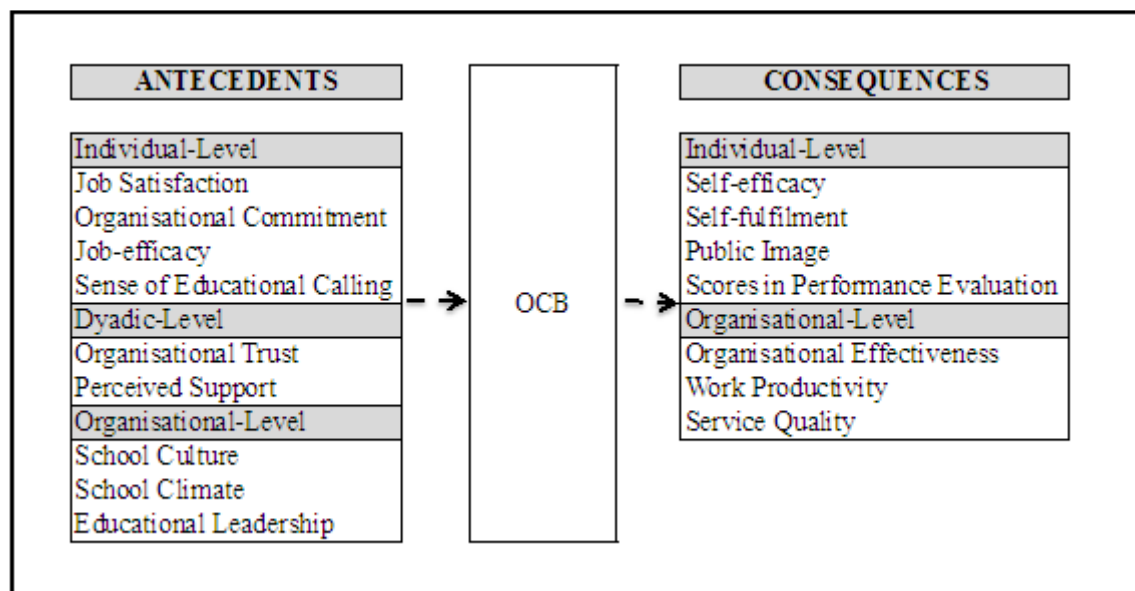 ANTECEDENTS
Individual-Level
Job Satisfaction
Organisational Commitment
Job-efficacy
Sense of Educational Calling
Dyadic-Level
Organisational Trust
Perceived Support
Organisational-Level
School Culture
School Climate
Educational Leadership
OCB
CONSEQUENCES
Individual-Level
Self-efficacy
Self-fulfilment
Public Image
Scores in Performance Evaluation
Organisational-Level
Organisational Effectiveness
Work Productivity
Service Quality